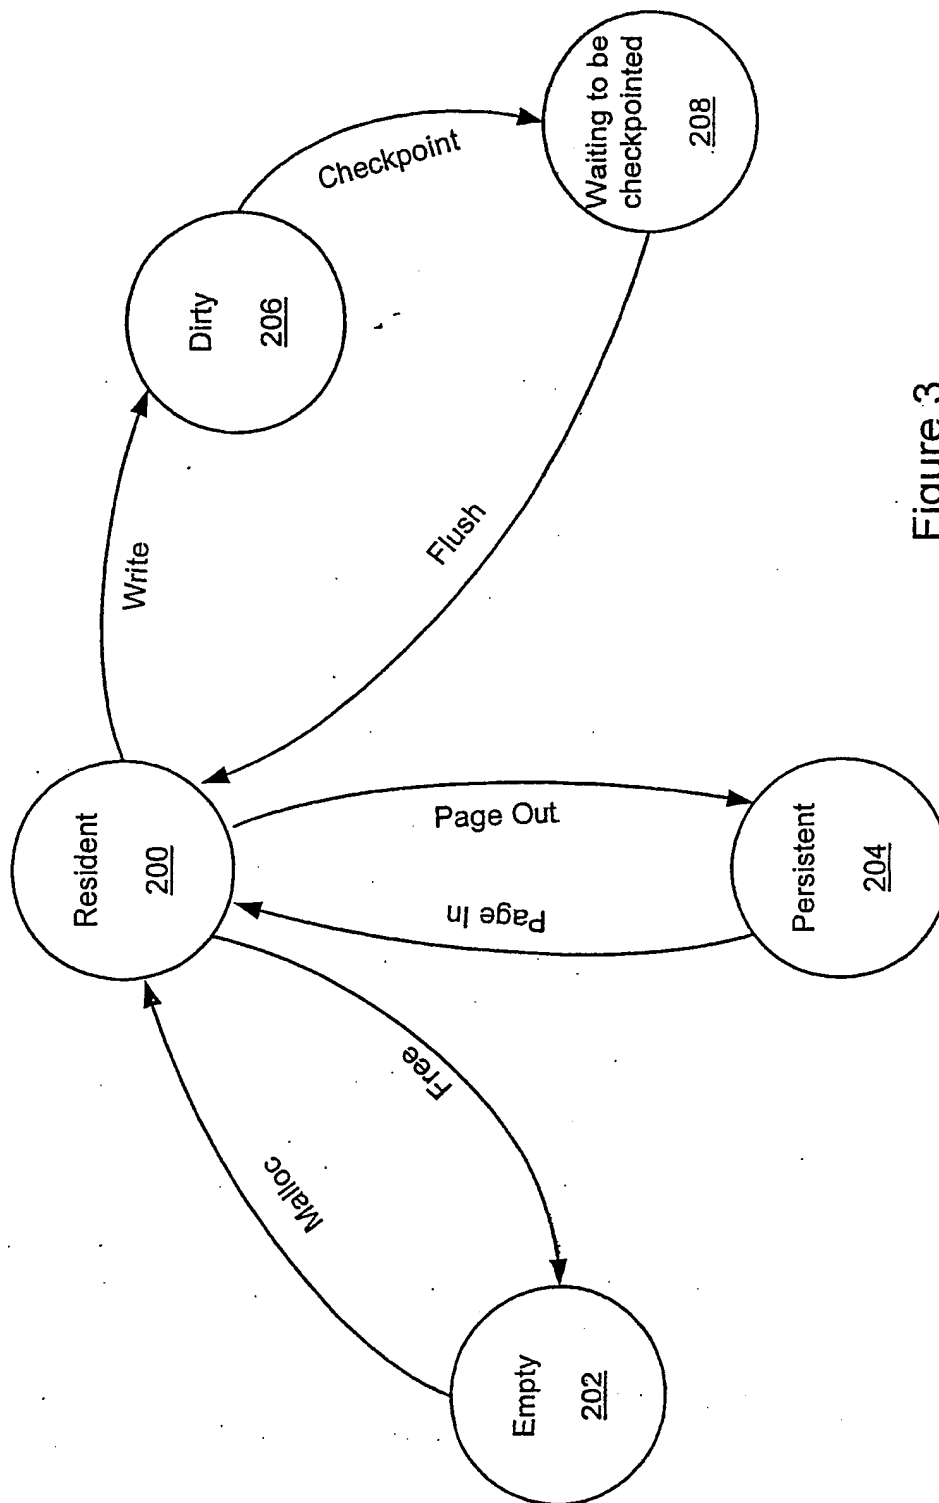 Resident
200
Write
Dirty
206
Checkpoint
Waiting to be
checkpointed
208
Flush
Page Out
Page In
Persistent
204
Malloc
Free
Empty
202
Figure 3